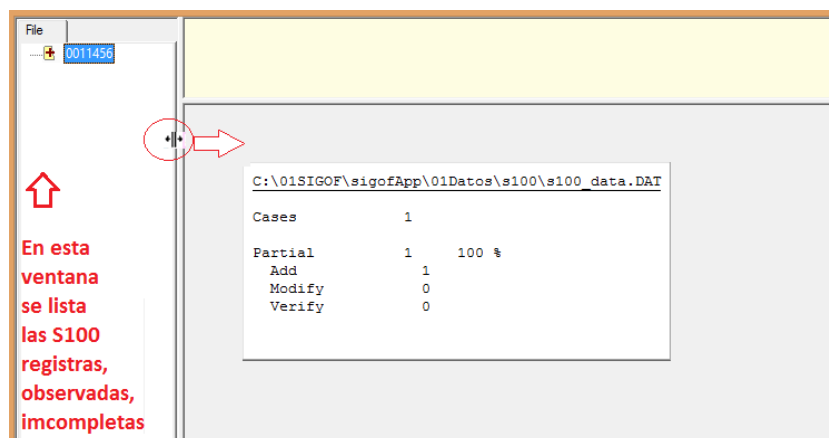 File
0011456
C:\01SIGOF\sigofApp\01Datos\s100\s100_data.DAT
Cases 1
Partial 1 100 %
Add 1
Modify 0
Verify 0
En esta
ventana
se lista
las S100
registras,
observadas,
imcompletas